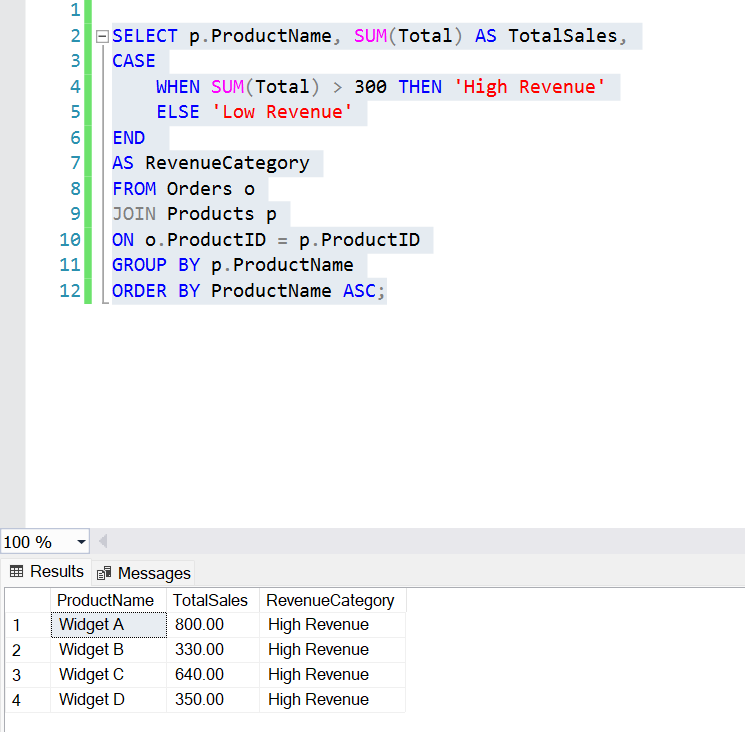 1
2 SELECT p.ProductName, SUM(Total) AS TotalSales,
3 CASE
4 WHEN SUM(Total) > 300 THEN 'High Revenue'
5 ELSE 'Low Revenue'
6 END
7 AS RevenueCategory
8 FROM Orders o
9 JOIN Products p
10 ON o.ProductID = p.ProductID
11 GROUP BY p.ProductName
12 ORDER BY ProductName ASC;
100 %
Results Messages
ProductName TotalSales RevenueCategory
1 Widget A 800.00 High Revenue
2 Widget B 330.00 High Revenue
3 Widget C 640.00 High Revenue
4 Widget D 350.00 High Revenue